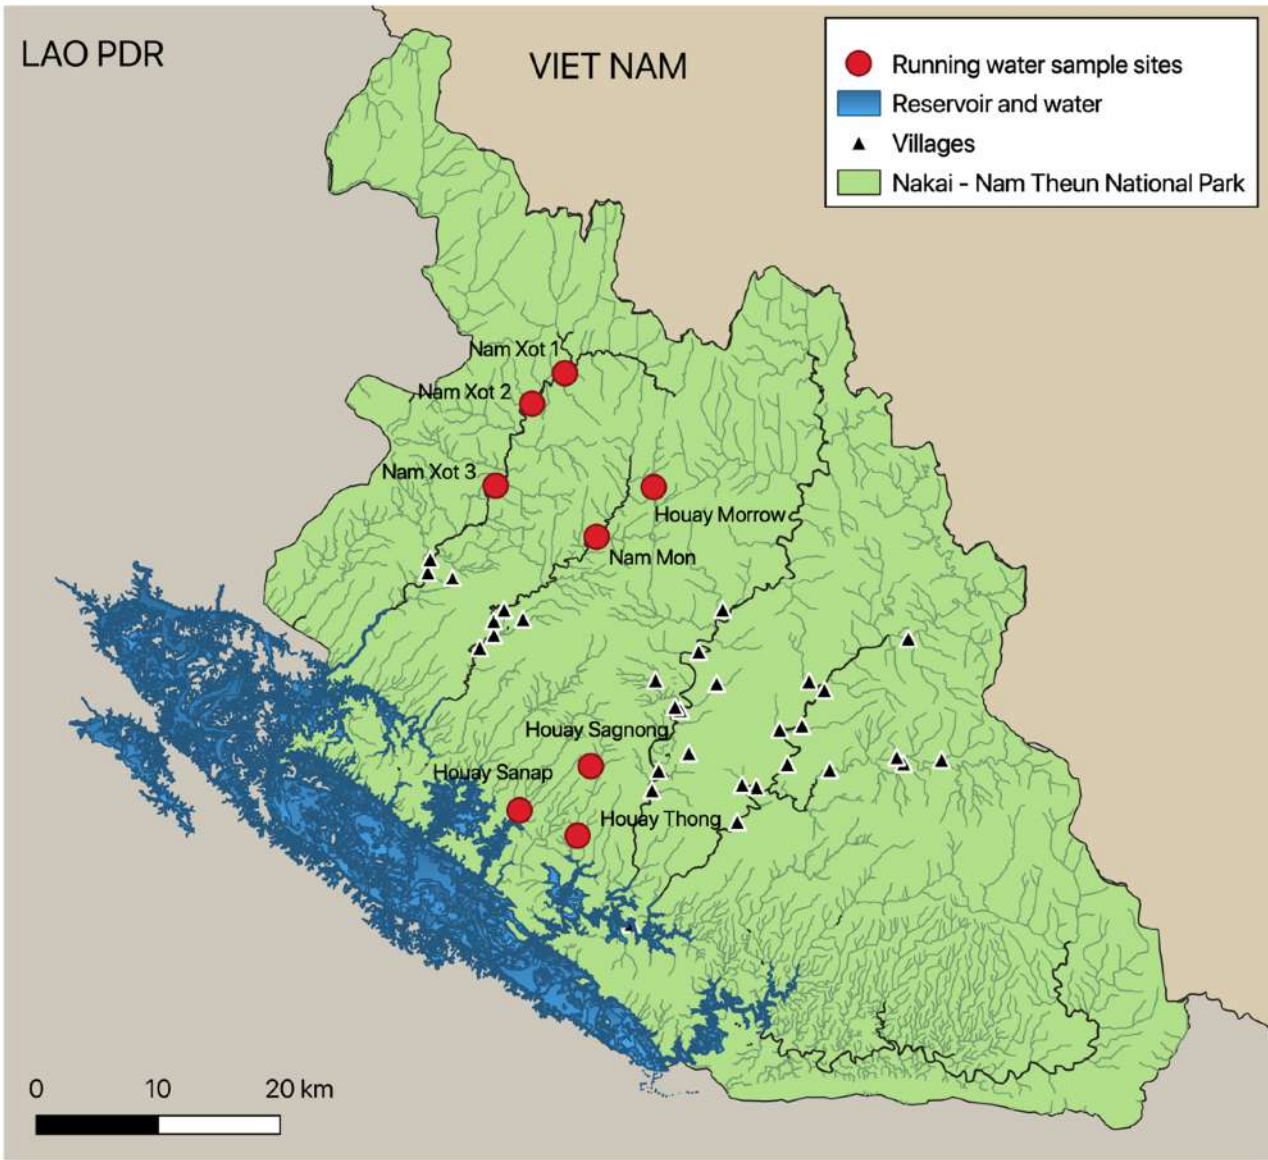 LAO PDR
VIET NAM
Running water sample sites
Reservoir and water
Villages
Nakai - Nam Theun National Park
Nam Xot 1
Nam Xot 2
Nam Xot 3
Houay Morrow
Nam Mon
Houay Sagnong
Houay Sanap
Houay Thong
0 10 20 km